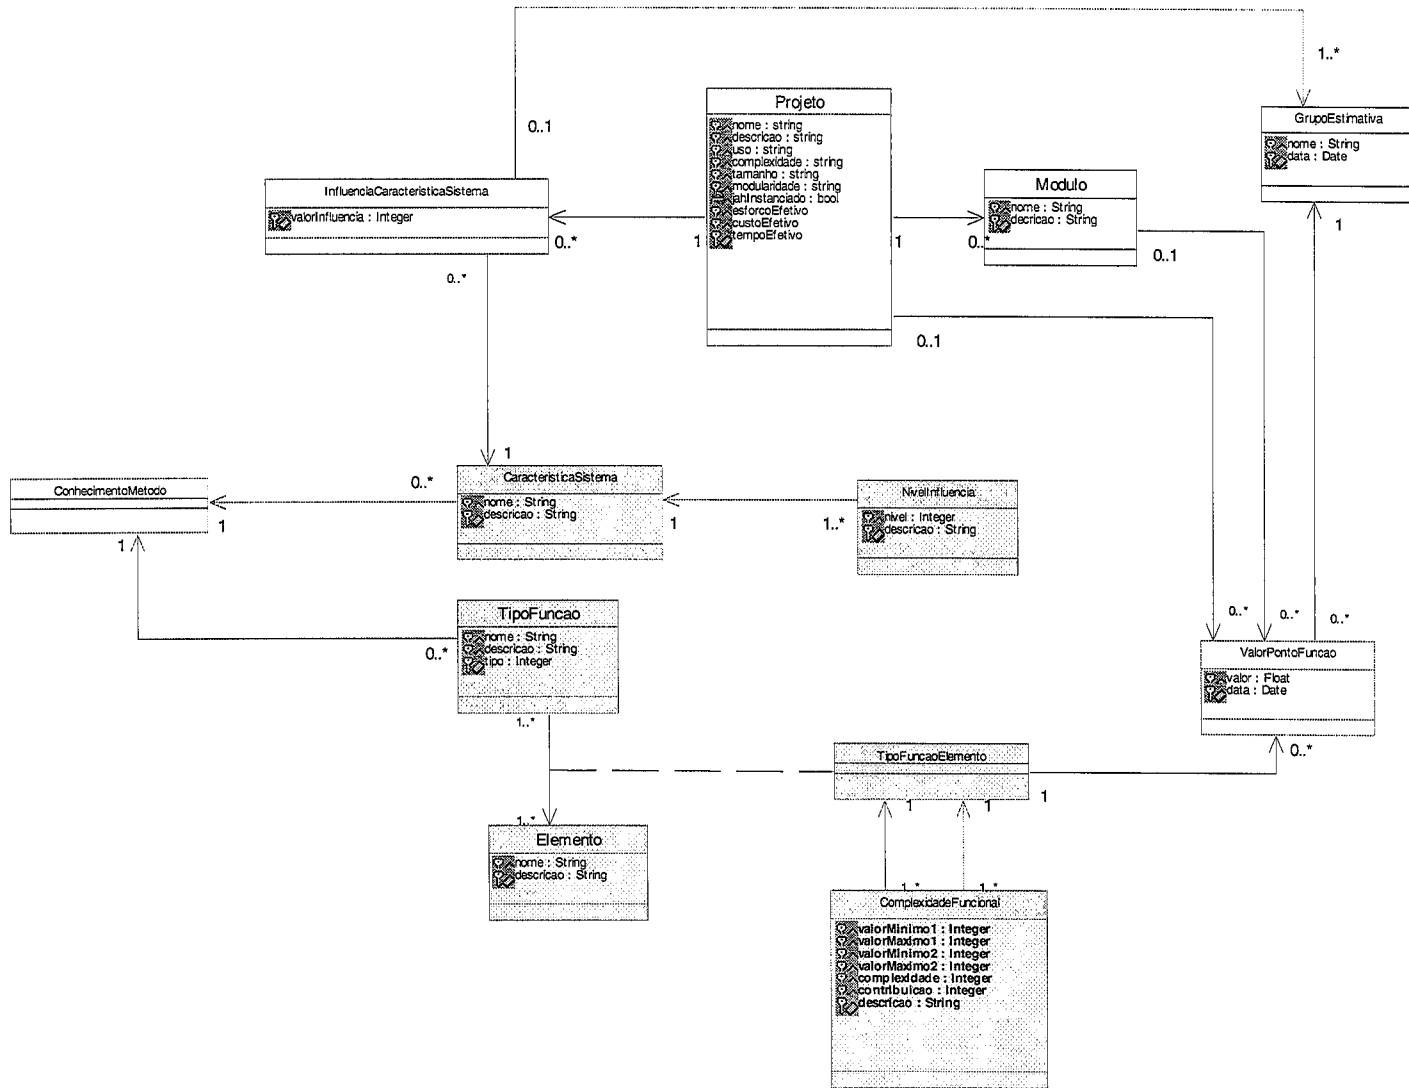 1..*
0..1
Projeto
nome : string
descricao : string
uso : string
complexidade : string
tamanho : string
modularidade : string
jahInstanciado : bool
esforcoEfetivo
custoEfetivo
tempoEfetivo
GrupoEstimativa
nome : String
data : Date
1
InfluenciaCaracteristicaSistema
valorInfluencia : Integer
0..*
1
1
0..*
Modulo
nome : String
decricao : String
0..1
0..1
0..*
1
ConhecimentoMetodo
1
1
0..*
CaracteristicaSistema
nome : String
descricao : String
1
1..*
NivelInfluencia
nivel : Integer
descricao : String
TipoFuncao
nome : String
descricao : String
tipo : Integer
0..*
1..*
0..*
0..*
0..*
ValorPontoFuncao
valor : Float
data : Date
0..*
TipoFuncaoElemento
1
1
1
1..*
Elemento
nome : String
descricao : String
1..*
1..*
ComplexidadeFuncional
valorMinimo1 : Integer
valorMaximo1 : Integer
valorMinimo2 : Integer
valorMaximo2 : Integer
complexidade : Integer
contribuicao : Integer
descricao : String